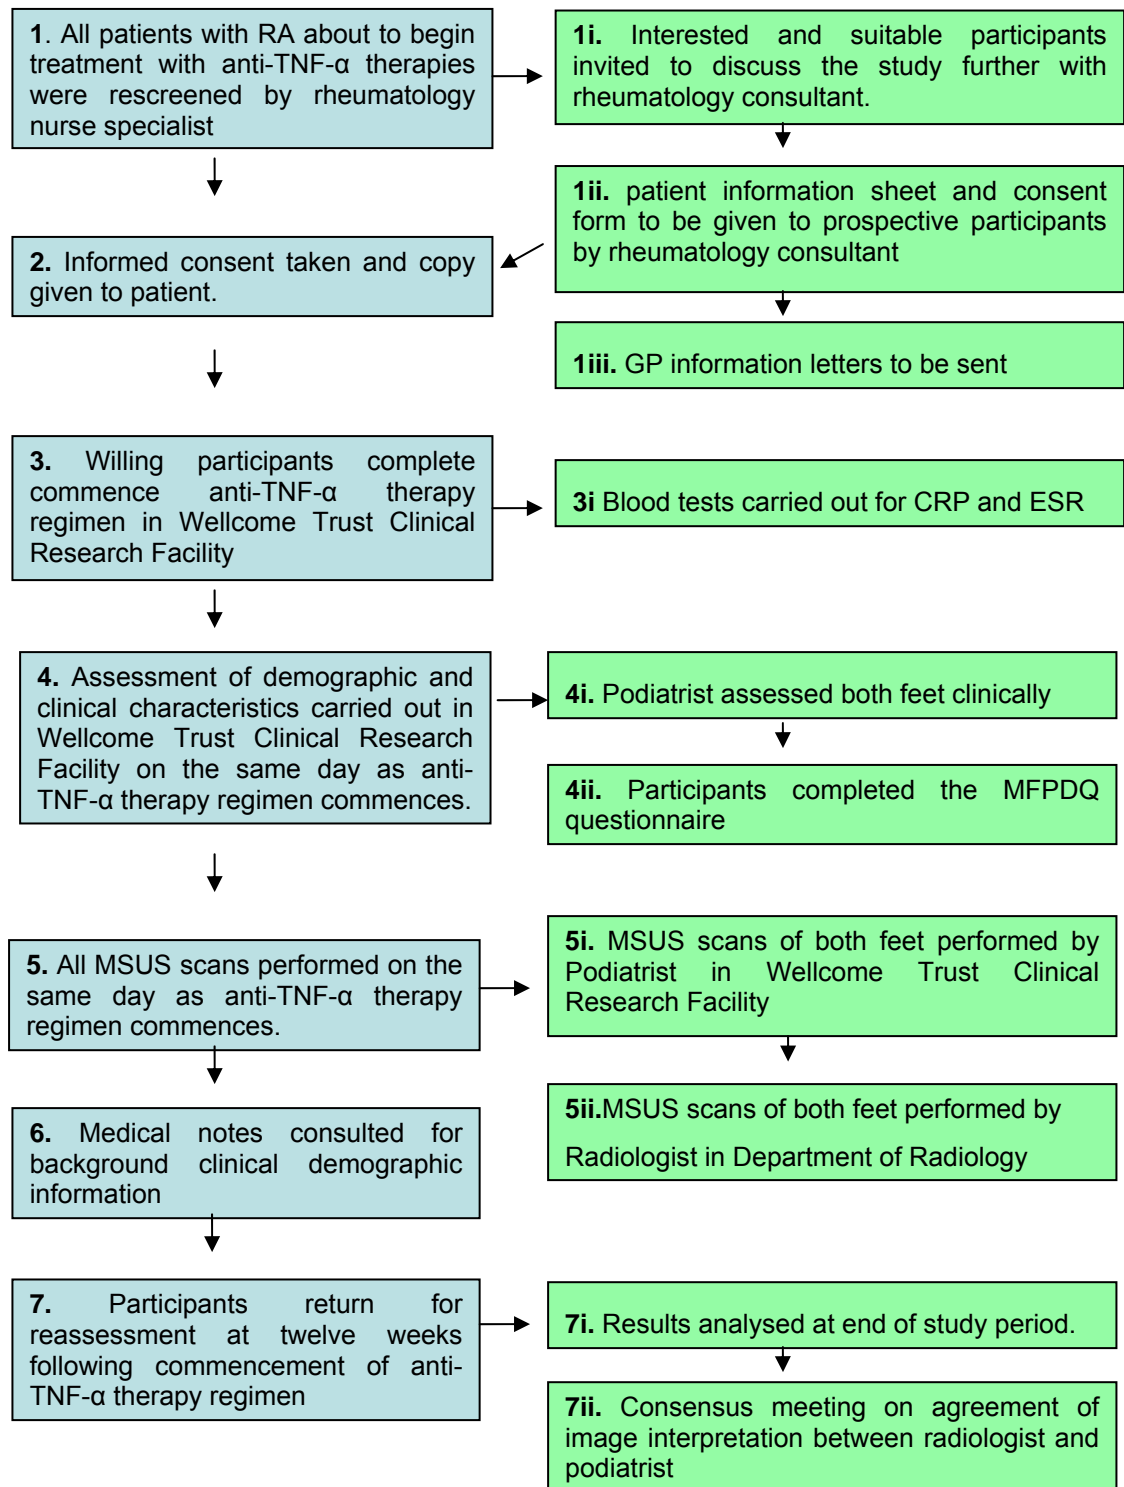 1. All patients with RA about to begin
treatment with anti-TNF-α therapies
were rescreened by rheumatology
nurse specialist
1i. Interested and suitable participants
invited to discuss the study further with
rheumatology consultant.
1ii. patient information sheet and consent
form to be given to prospective participants
by rheumatology consultant
2. Informed consent taken and copy
given to patient.
1iii. GP information letters to be sent
3. Willing participants complete
commence anti-TNF-α therapy
regimen in Wellcome Trust Clinical
Research Facility
3i Blood tests carried out for CRP and ESR
4. Assessment of demographic and
clinical characteristics carried out in
Wellcome Trust Clinical Research
Facility on the same day as anti-
TNF-α therapy regimen commences.
4i. Podiatrist assessed both feet clinically
4ii. Participants completed the MFPDQ
questionnaire
5. All MSUS scans performed on the
same day as anti-TNF-α therapy
regimen commences.
5i. MSUS scans of both feet performed by
Podiatrist in Wellcome Trust Clinical
Research Facility
5ii.MSUS scans of both feet performed by
Radiologist in Department of Radiology
6. Medical notes consulted for
background clinical demographic
information
7. Participants return for
reassessment at twelve weeks
following commencement of anti-
TNF-α therapy regimen
7i. Results analysed at end of study period.
7ii. Consensus meeting on agreement of
image interpretation between radiologist and
podiatrist